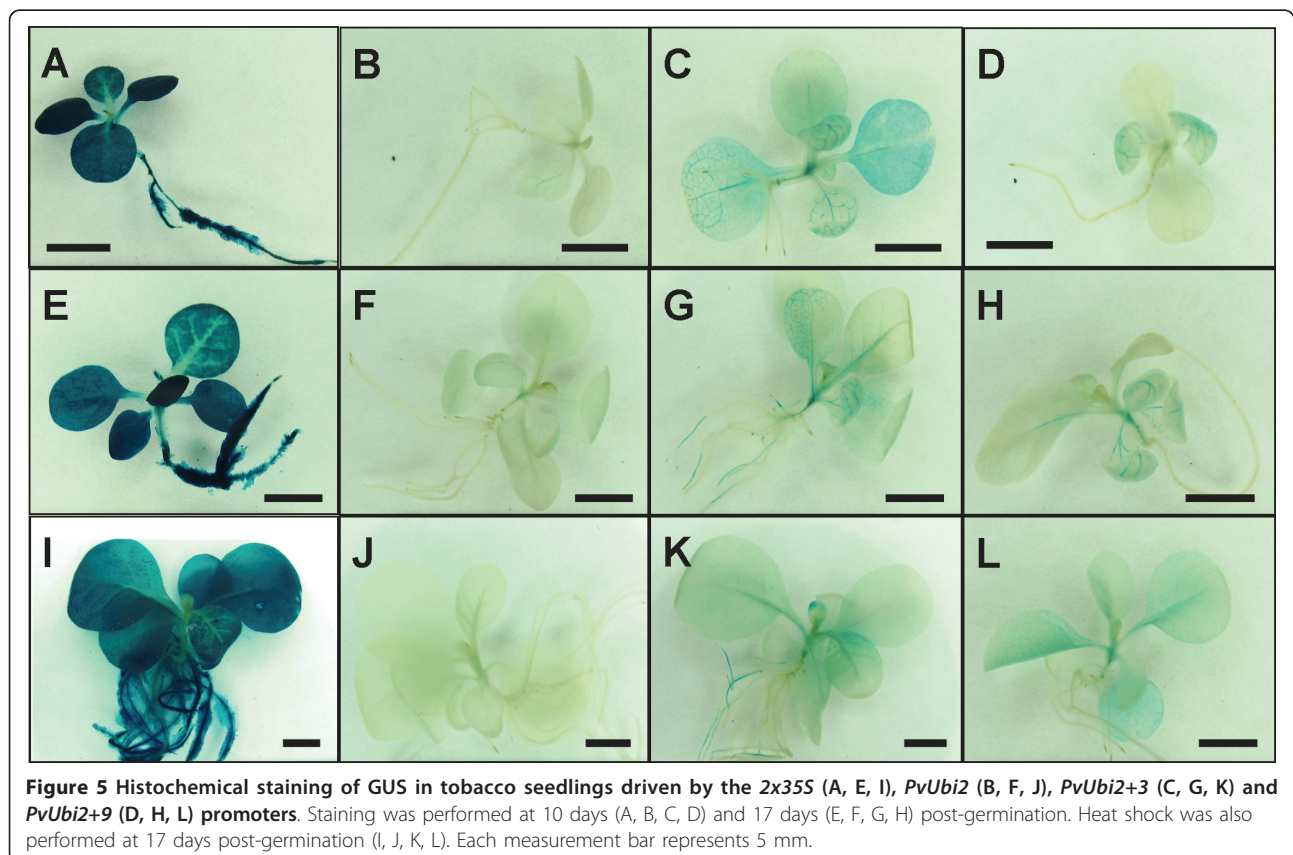 A
B
C
D
E
F
G
H
I
J
K
L
Figure 5 Histochemical staining of GUS in tobacco seedlings driven by the 2x35S (A, E, I), PvUbi2 (B, F, J), PvUbi2+3 (C, G, K) and
PvUbi2+9 (D, H, L) promoters. Staining was performed at 10 days (A, B, C, D) and 17 days (E, F, G, H) post-germination. Heat shock was also
performed at 17 days post-germination (I, J, K, L). Each measurement bar represents 5 mm.